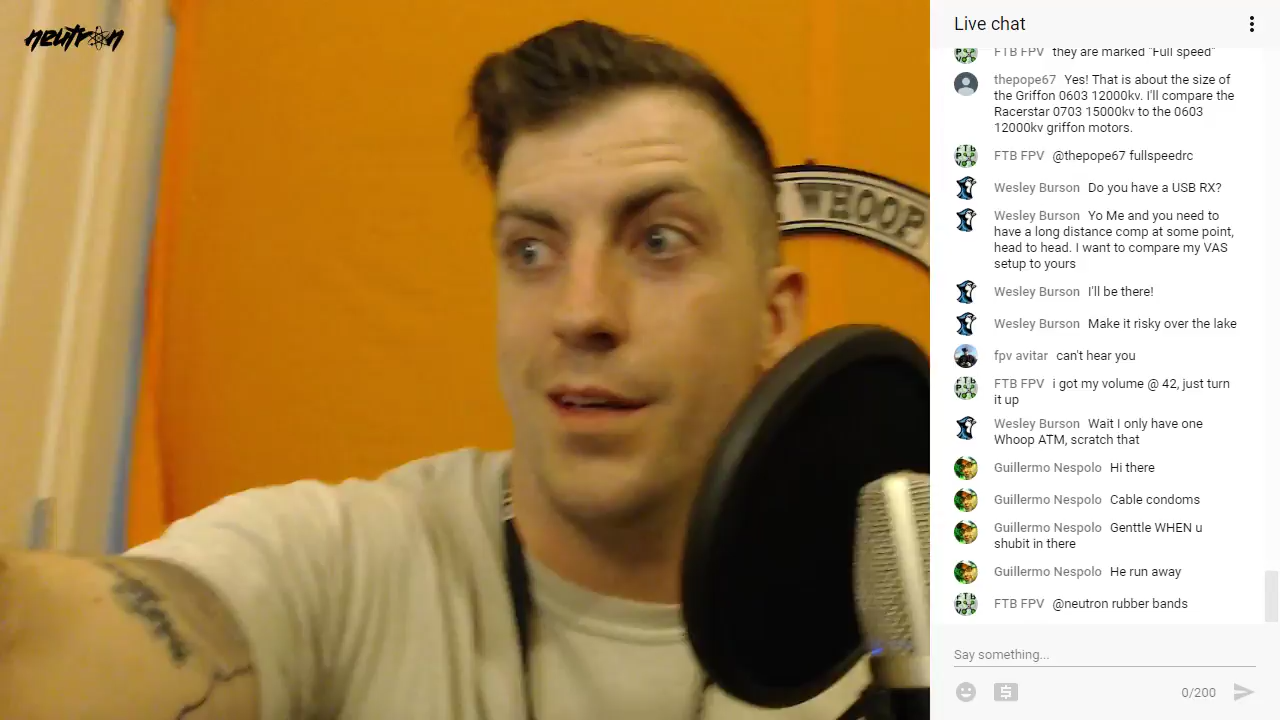 neutron
WHOOP
Live chat
FTB FPV they are marked "Full speed"
thepope67 Yes! That is about the size of
the Griffon 0603 12000kv. I'll compare the
Racerstar 0703 15000kv to the 0603
12000kv griffon motors.
FTB FPV @thepope67 fullspeedrc
Wesley Burson Do you have a USB RX?
Wesley Burson Yo Me and you need to
have a long distance comp at some point,
head to head. I want to compare my VAS
setup to yours
Wesley Burson I'll be there!
Wesley Burson Make it risky over the lake
fpv avitar can't hear you
FTB FPV i got my volume @ 42, just turn
it up
Wesley Burson Wait I only have one
Whoop ATM, scratch that
Guillermo Nespolo Hi there
Guillermo Nespolo Cable condoms
Guillermo Nespolo Genttle WHEN u
shubit in there
Guillermo Nespolo He run away
FTB FPV @neutron rubber bands
Say something...
0/200